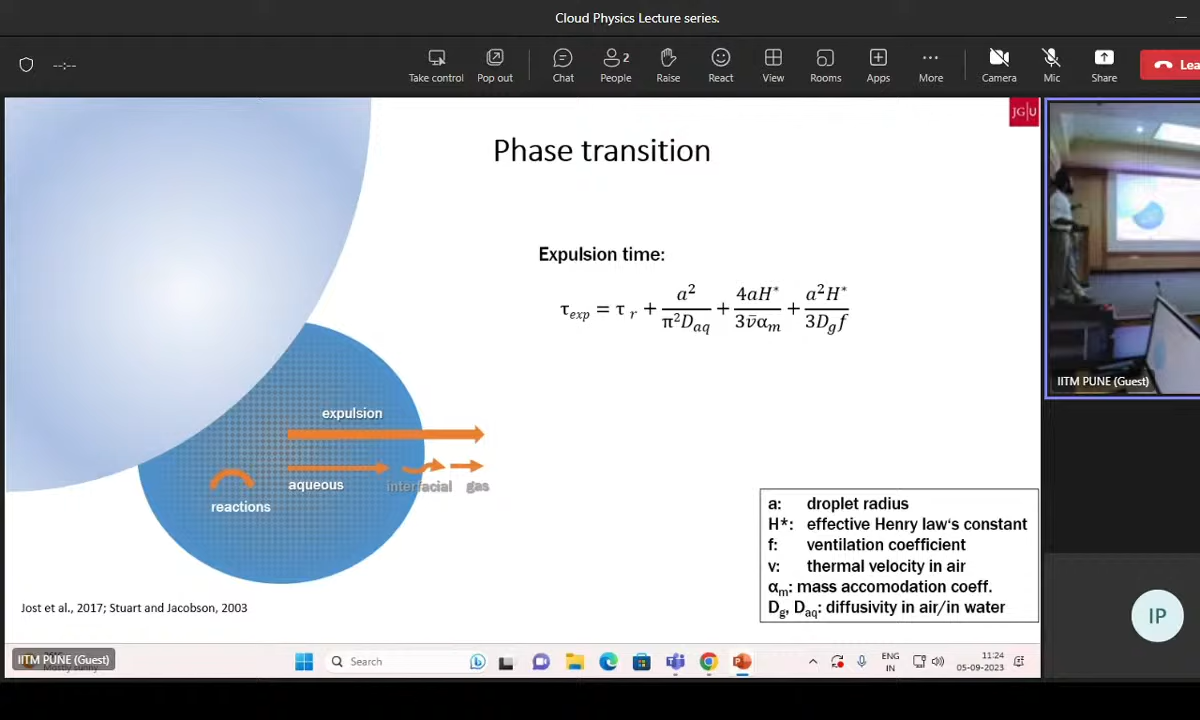 Cloud Physics Lecture series.
--:--
Take control
Pop out
Chat
2
People
Raise
React
View
Rooms
Apps
More
Camera
Mic
Share
Lea
JG|U
Phase transition
Expulsion time:
τ_exp = τ_r + a²/(π²D_aq) + 4aH*/(3v̄α_m) + a²H*/(3D_g f)
expulsion
aqueous
interfacial
gas
reactions
a: droplet radius
H*: effective Henry law's constant
f: ventilation coefficient
v: thermal velocity in air
α_m: mass accomodation coeff.
D_g, D_aq: diffusivity in air/in water
Jost et al., 2017; Stuart and Jacobson, 2003
IITM PUNE (Guest)
IP
IITM PUNE (Guest)
Search
ENG
IN
11:24
05-09-2023